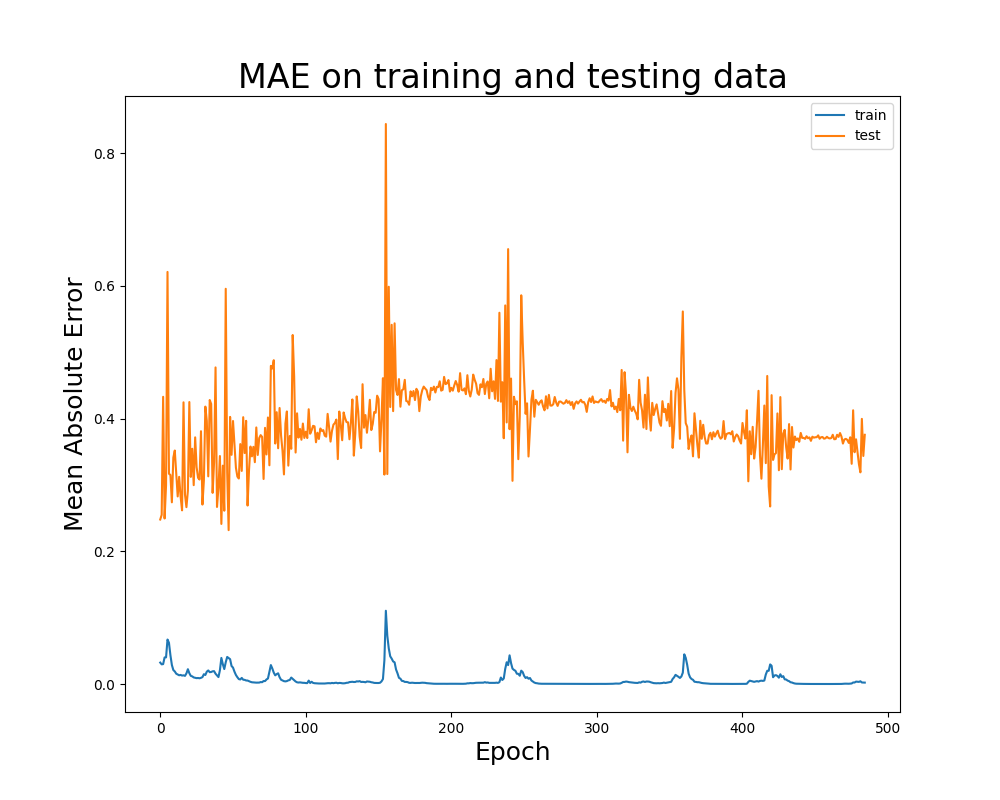 MAE on training and testing data
train
test
Mean Absolute Error
0.8
0.6
0.4
0.2
0.0
0 100 200 300 400 500
Epoch